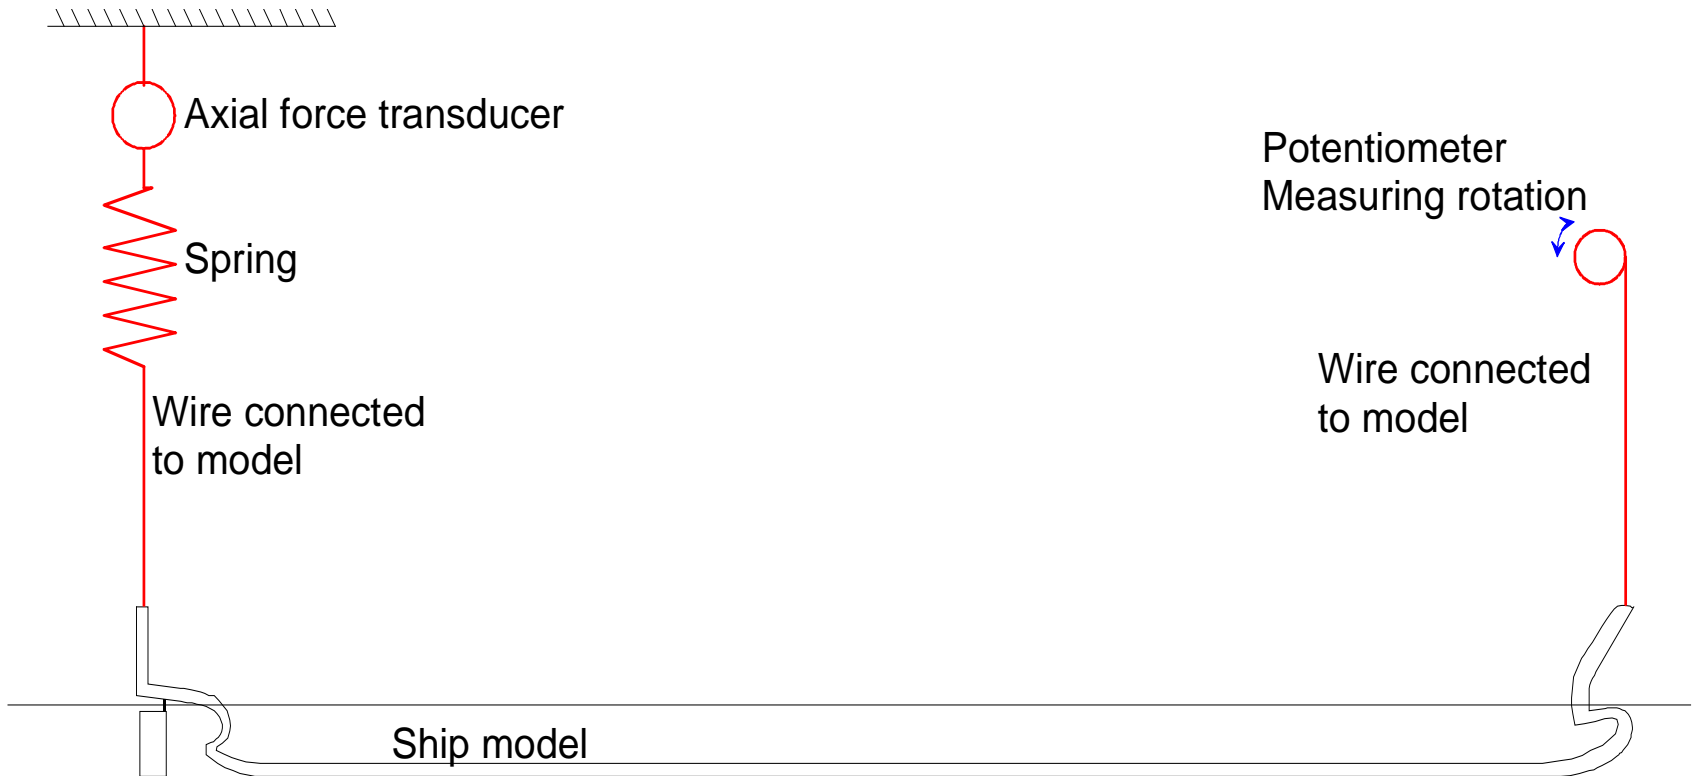 Axial force transducer
Potentiometer
Measuring rotation
Spring
Wire connected
to model
Wire connected
to model
Ship model